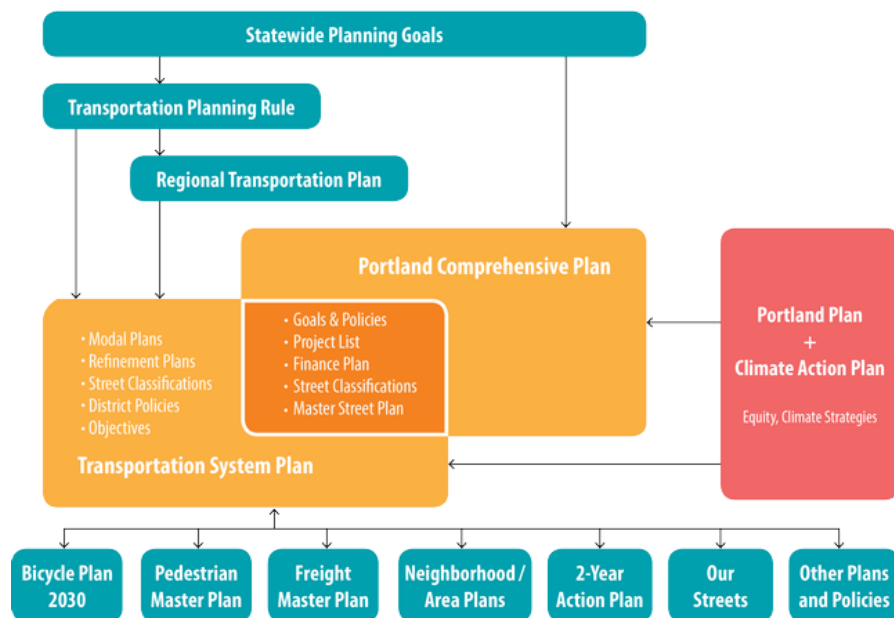 Statewide Planning Goals
Transportation Planning Rule
Regional Transportation Plan
Portland Comprehensive Plan
• Goals & Policies
• Project List
• Finance Plan
• Street Classifications
• Master Street Plan
• Modal Plans
• Refinement Plans
• Street Classifications
• District Policies
• Objectives
Transportation System Plan
Portland Plan
+
Climate Action Plan
Equity, Climate Strategies
Bicycle Plan
2030
Pedestrian
Master Plan
Freight
Master Plan
Neighborhood /
Area Plans
2-Year
Action Plan
Our
Streets
Other Plans
and Policies